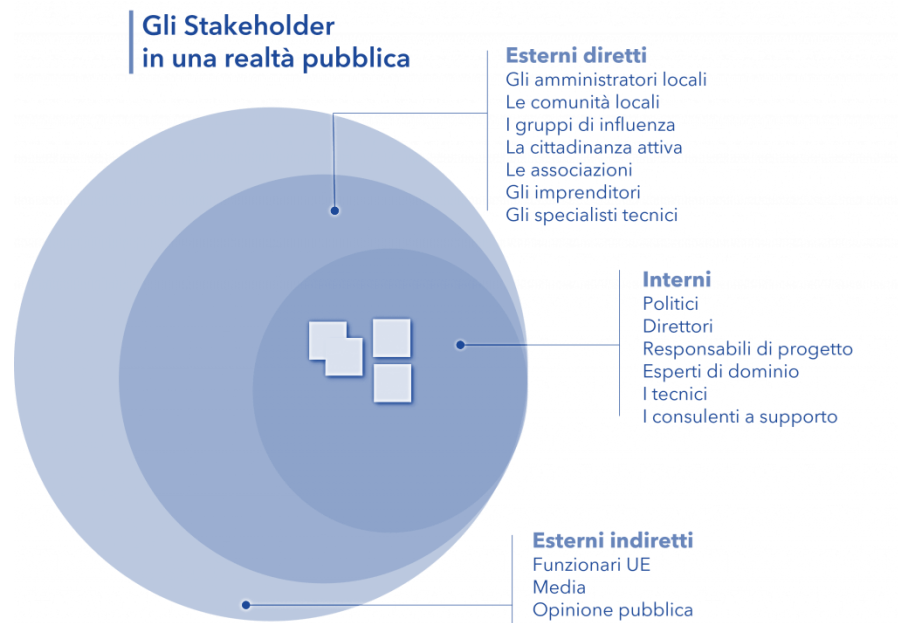 Gli Stakeholder
in una realtà pubblica
Esterni diretti
Gli amministratori locali
Le comunità locali
I gruppi di influenza
La cittadinanza attiva
Le associazioni
Gli imprenditori
Gli specialisti tecnici
Interni
Politici
Direttori
Responsabili di progetto
Esperti di dominio
I tecnici
I consulenti a supporto
Esterni indiretti
Funzionari UE
Media
Opinione pubblica